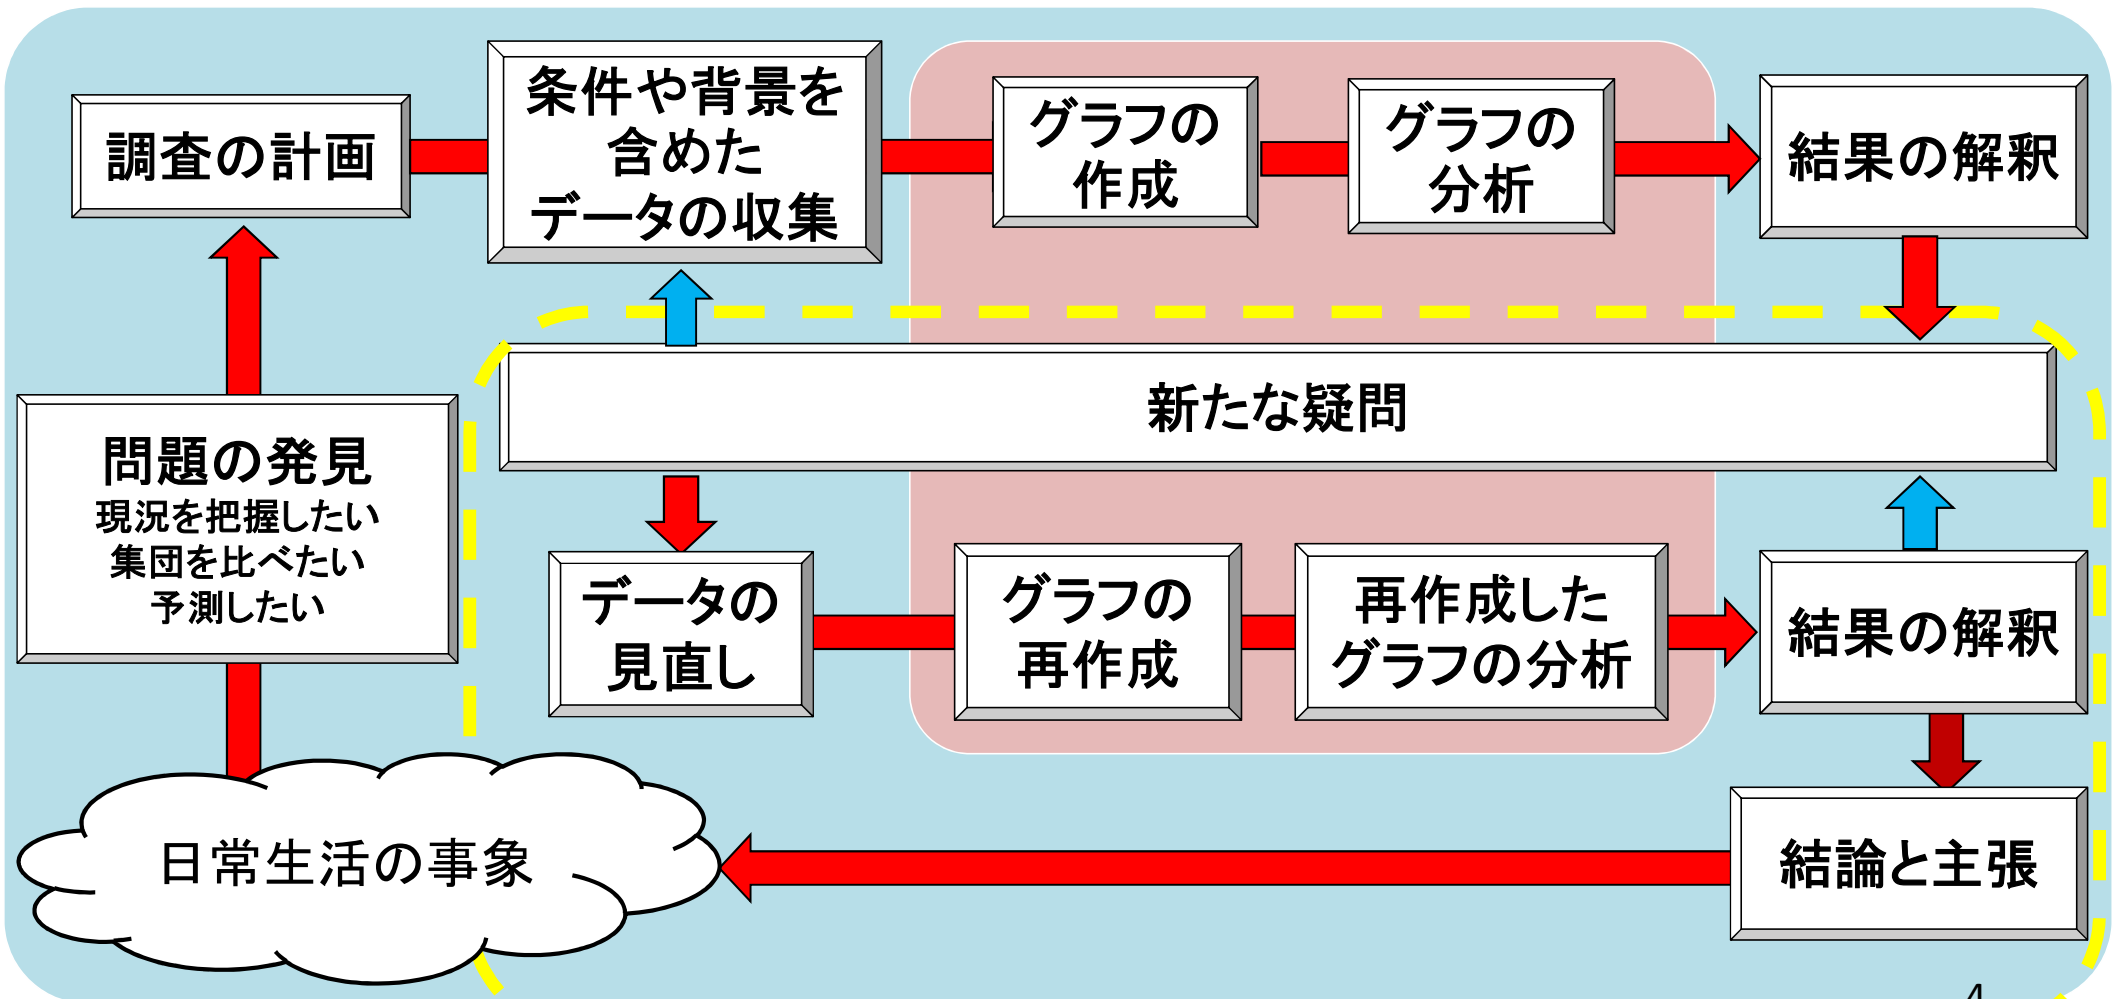 調査の計画
条件や背景を
含めた
データの収集
グラフの
作成
グラフの
分析
結果の解釈
新たな疑問
問題の発見
現況を把握したい
集団を比べたい
予測したい
データの
見直し
グラフの
再作成
再作成した
グラフの分析
結果の解釈
日常生活の事象
結論と主張
4